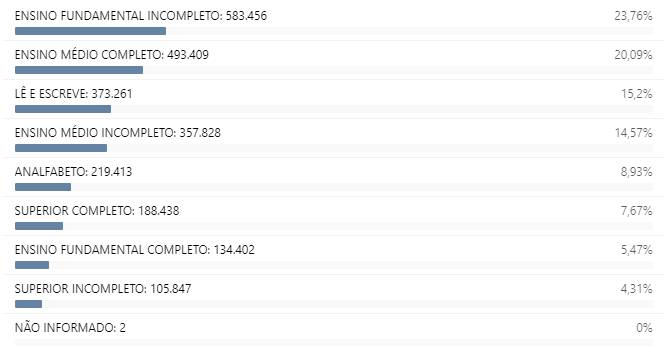 ENSINO FUNDAMENTAL INCOMPLETO: 583.456 23,76%
ENSINO MÉDIO COMPLETO: 493.409 20,09%
LÊ E ESCREVE: 373.261 15,2%
ENSINO MÉDIO INCOMPLETO: 357.828 14,57%
ANALFABETO: 219.413 8,93%
SUPERIOR COMPLETO: 188.438 7,67%
ENSINO FUNDAMENTAL COMPLETO: 134.402 5,47%
SUPERIOR INCOMPLETO: 105.847 4,31%
NÃO INFORMADO: 2 0%